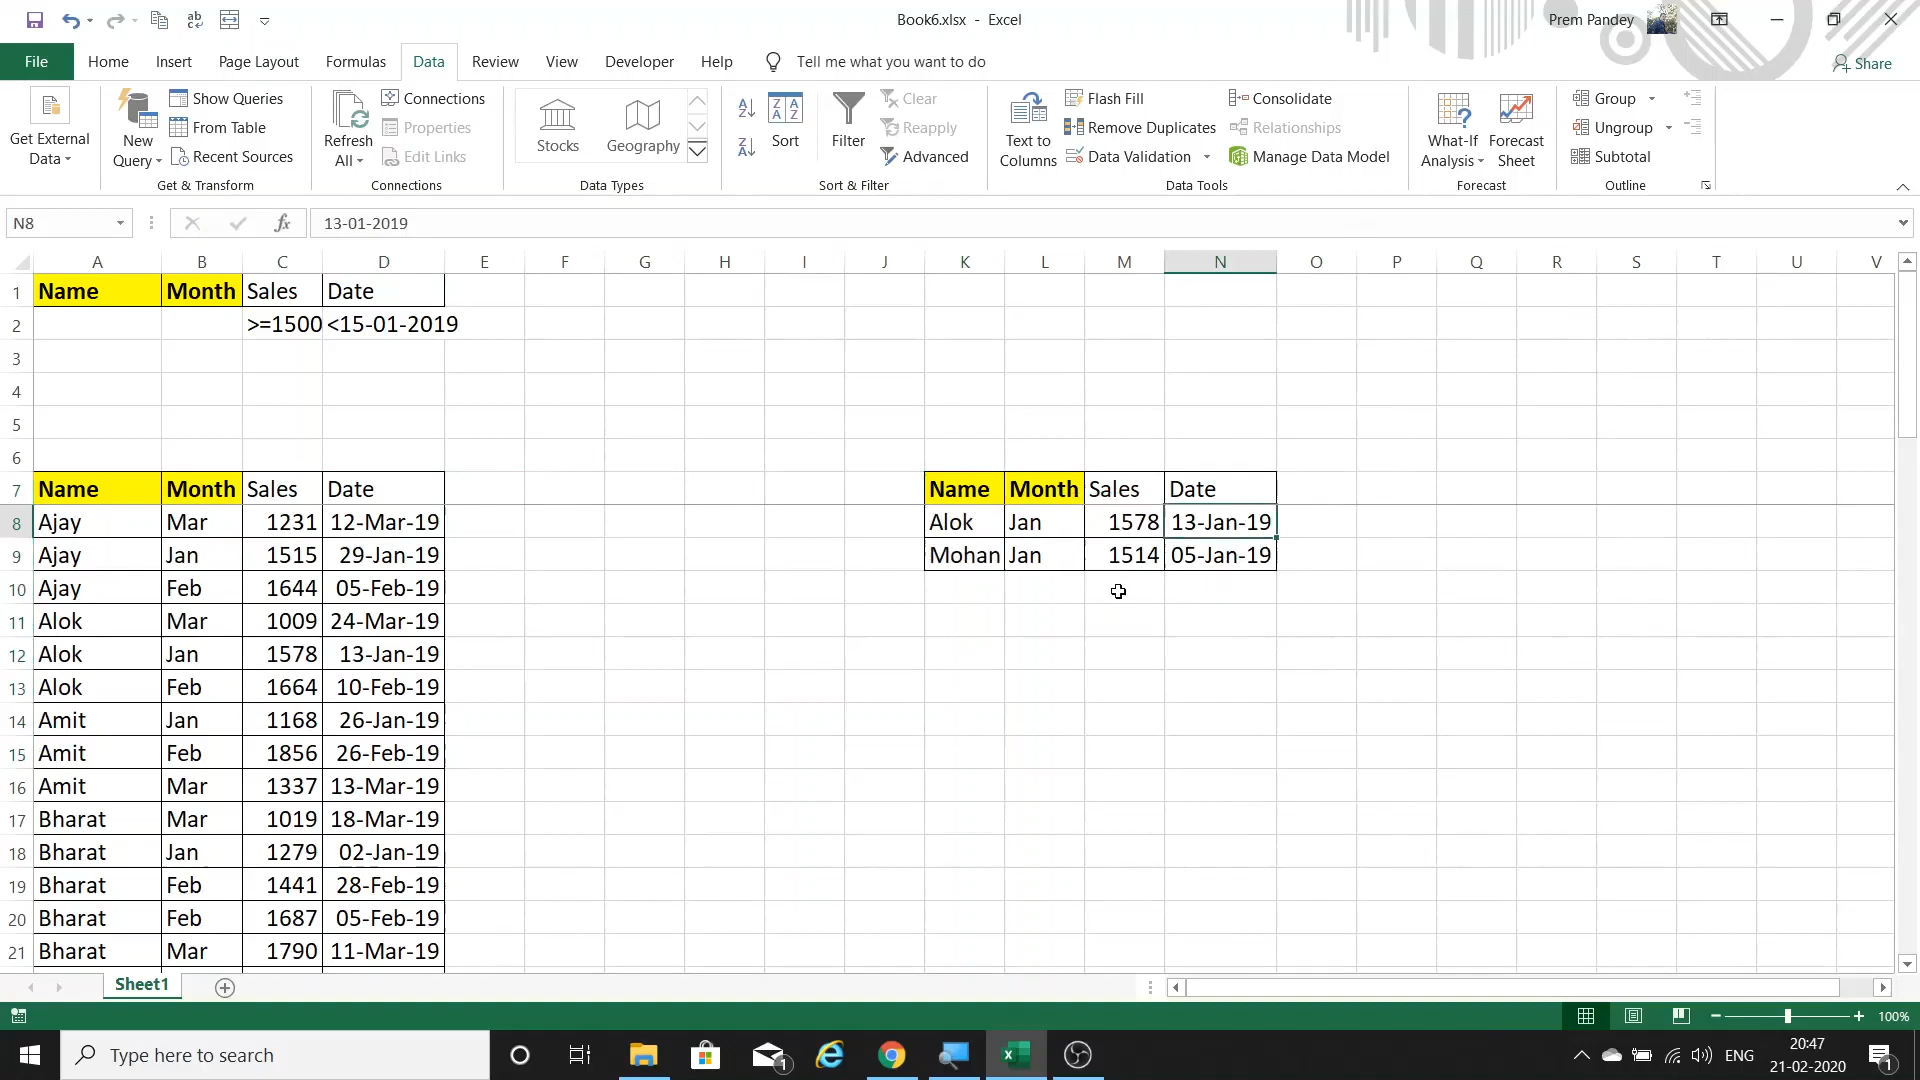 Book6.xlsx - Excel
Prem Pandey
File Home Insert Page Layout Formulas Data Review View Developer Help Tell me what you want to do Share
Get External Data
New Query
Show Queries
From Table
Recent Sources
Get & Transform
Refresh All
Connections
Properties
Edit Links
Connections
Stocks
Geography
Data Types
Sort
Filter
Clear
Reapply
Advanced
Sort & Filter
Text to Columns
Flash Fill
Remove Duplicates
Data Validation
Consolidate
Relationships
Manage Data Model
Data Tools
What-If Analysis
Forecast Sheet
Forecast
Group
Ungroup
Subtotal
Outline
N8 fx 13-01-2019
A B C D E F G H I J K L M N O P Q R S T U V
1 Name Month Sales Date
2 >=1500 <15-01-2019
3
4
5
6
7 Name Month Sales Date Name Month Sales Date
8 Ajay Mar 1231 12-Mar-19 Alok Jan 1578 13-Jan-19
9 Ajay Jan 1515 29-Jan-19 Mohan Jan 1514 05-Jan-19
10 Ajay Feb 1644 05-Feb-19
11 Alok Mar 1009 24-Mar-19
12 Alok Jan 1578 13-Jan-19
13 Alok Feb 1664 10-Feb-19
14 Amit Jan 1168 26-Jan-19
15 Amit Feb 1856 26-Feb-19
16 Amit Mar 1337 13-Mar-19
17 Bharat Mar 1019 18-Mar-19
18 Bharat Jan 1279 02-Jan-19
19 Bharat Feb 1441 28-Feb-19
20 Bharat Feb 1687 05-Feb-19
21 Bharat Mar 1790 11-Mar-19
Sheet1
100%
Type here to search
1
ENG
20:47
21-02-2020
1